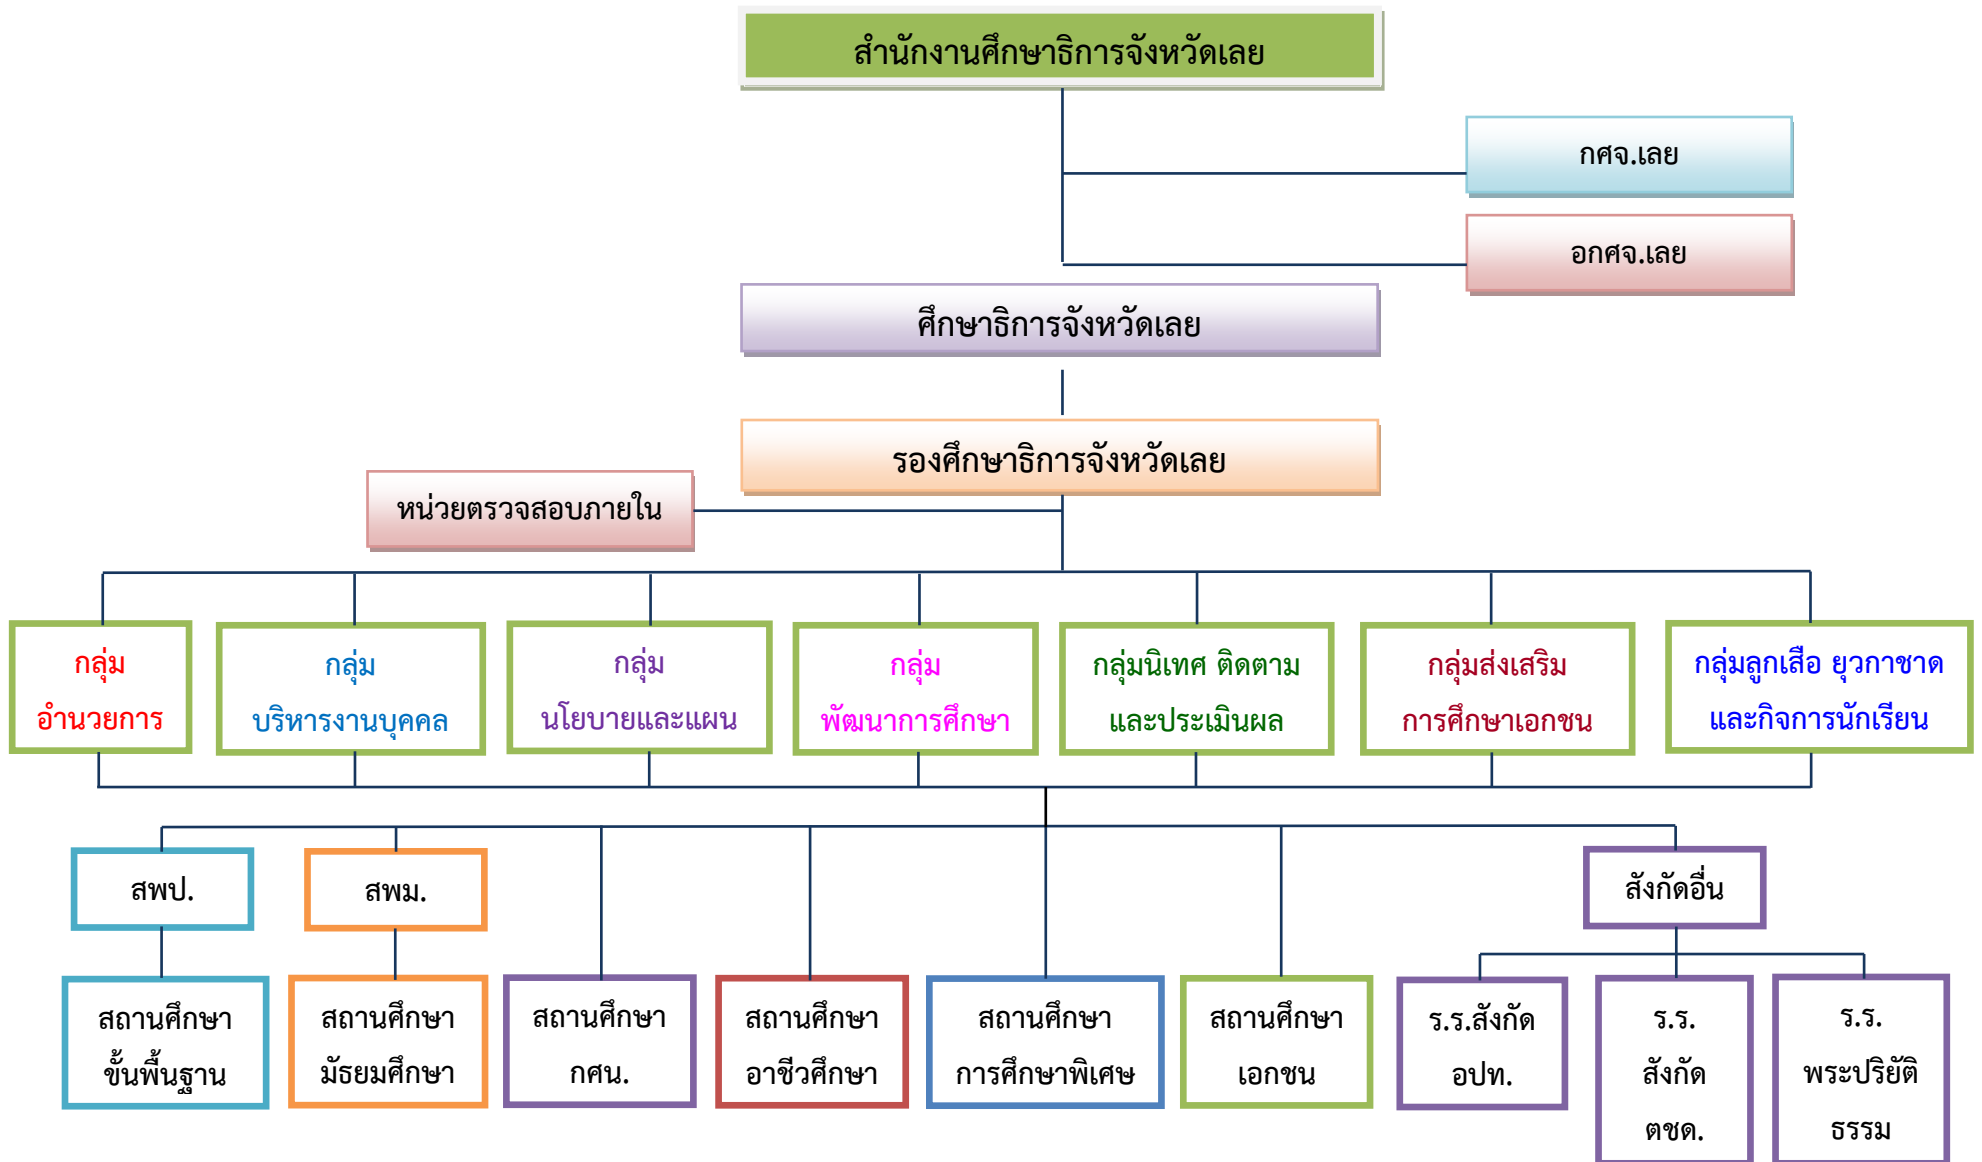 สำนักงานศึกษาธิการจังหวัดเลย
กศจ.เลย
อกศจ.เลย
ศึกษาธิการจังหวัดเลย
รองศึกษาธิการจังหวัดเลย
หน่วยตรวจสอบภายใน
กลุ่ม
อำนวยการ
กลุ่ม
บริหารงานบุคคล
กลุ่ม
นโยบายและแผน
กลุ่ม
พัฒนาการศึกษา
กลุ่มนิเทศ ติดตาม
และประเมินผล
กลุ่มส่งเสริม
การศึกษาเอกชน
กลุ่มลูกเสือ ยุวกาชาด
และกิจการนักเรียน
สพป.
สพม.
สังกัดอื่น
สถานศึกษา
ขั้นพื้นฐาน
สถานศึกษา
มัธยมศึกษา
สถานศึกษา
กศน.
สถานศึกษา
อาชีวศึกษา
สถานศึกษา
การศึกษาพิเศษ
สถานศึกษา
เอกชน
ร.ร.สังกัด
อปท.
ร.ร.
สังกัด
ตชด.
ร.ร.
พระปริยัติ
ธรรม